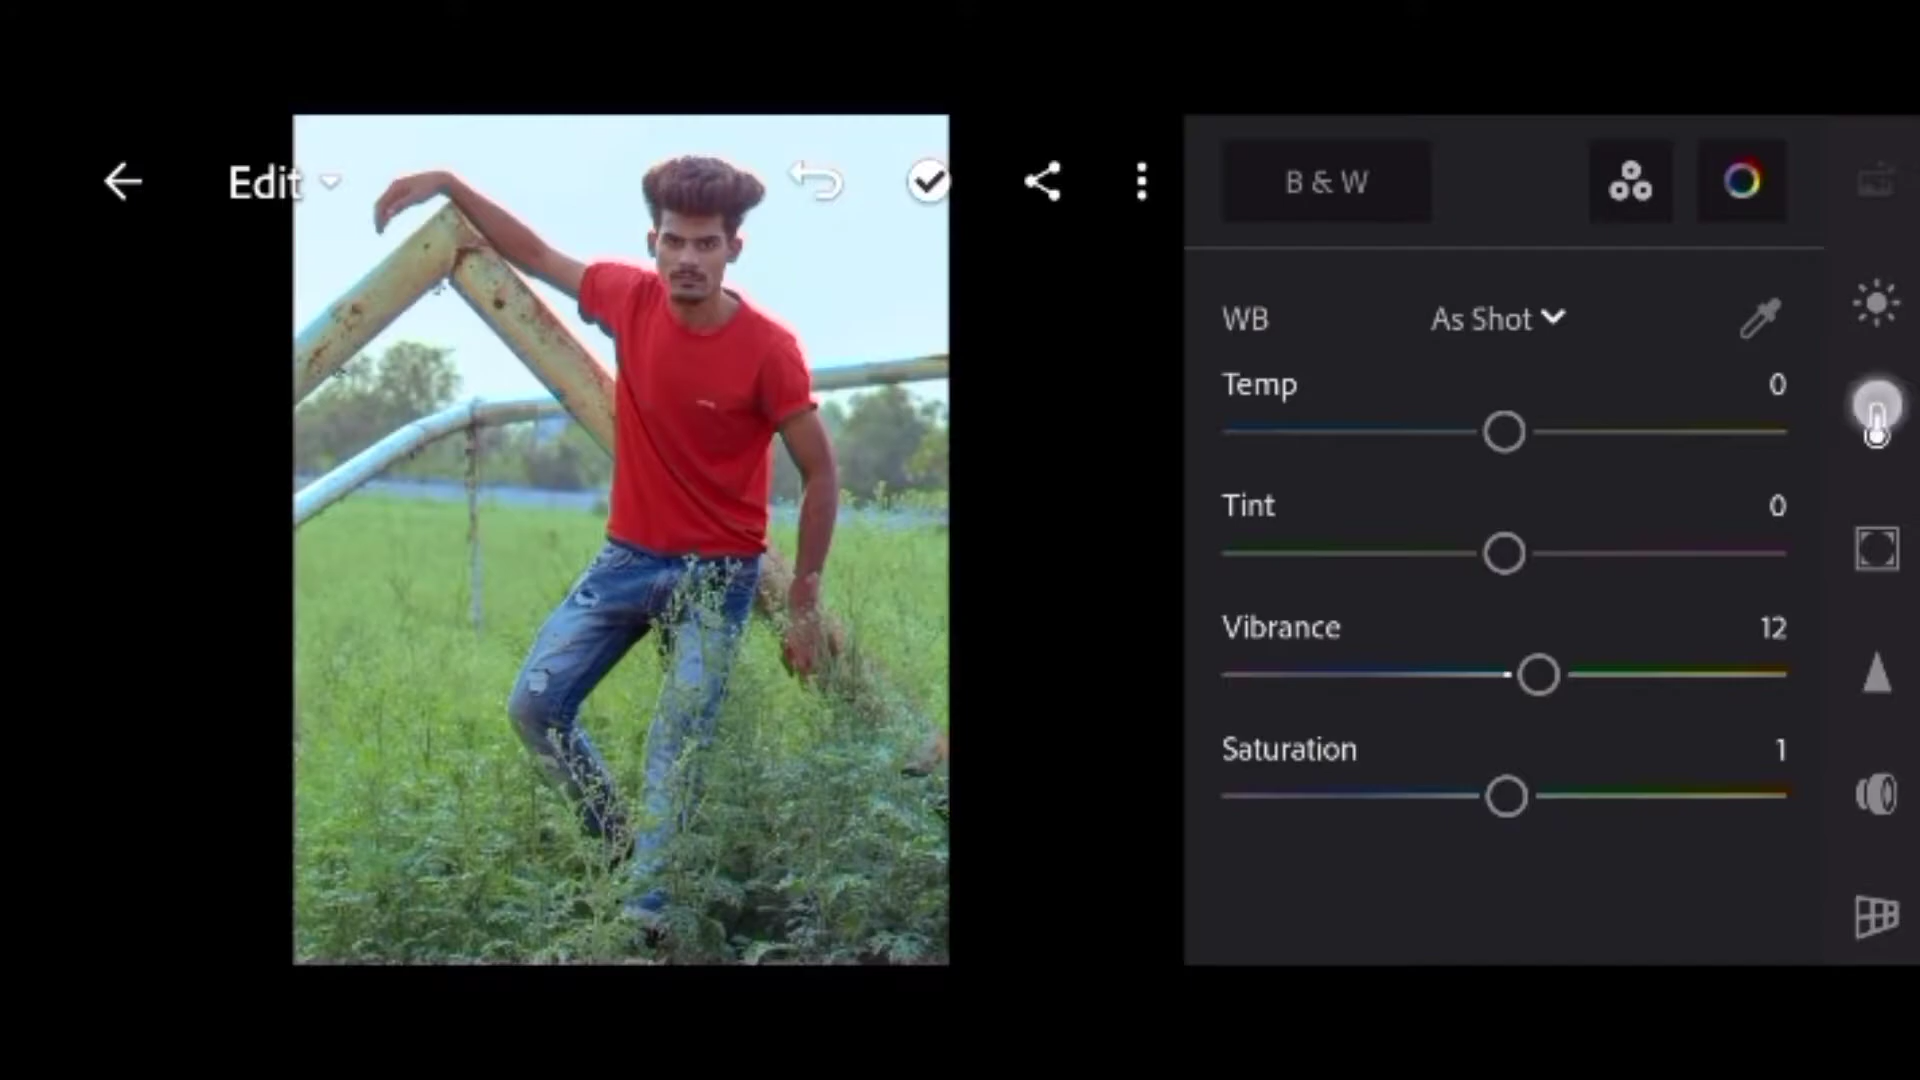 Edit
B & W
WB As Shot
Temp 0
Tint 0
Vibrance 12
Saturation 1